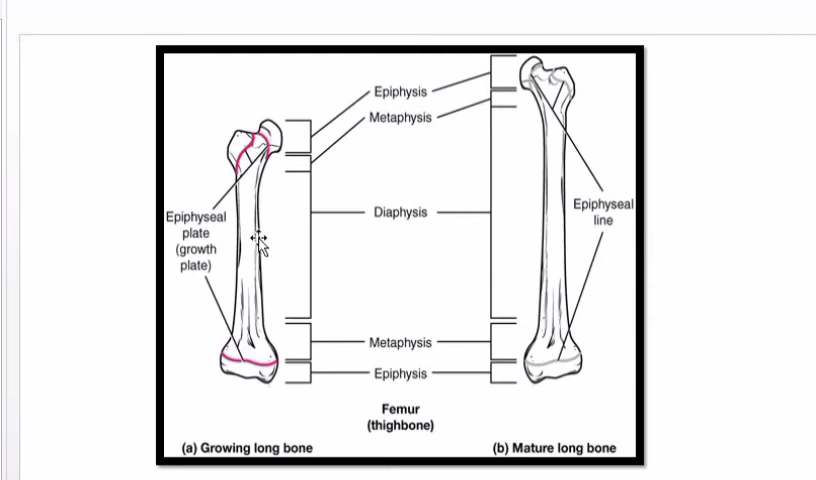 Epiphysis
Metaphysis
Epiphyseal
plate
(growth
plate)
Diaphysis
Epiphyseal
line
Metaphysis
Epiphysis
Femur
(thighbone)
(a) Growing long bone
(b) Mature long bone